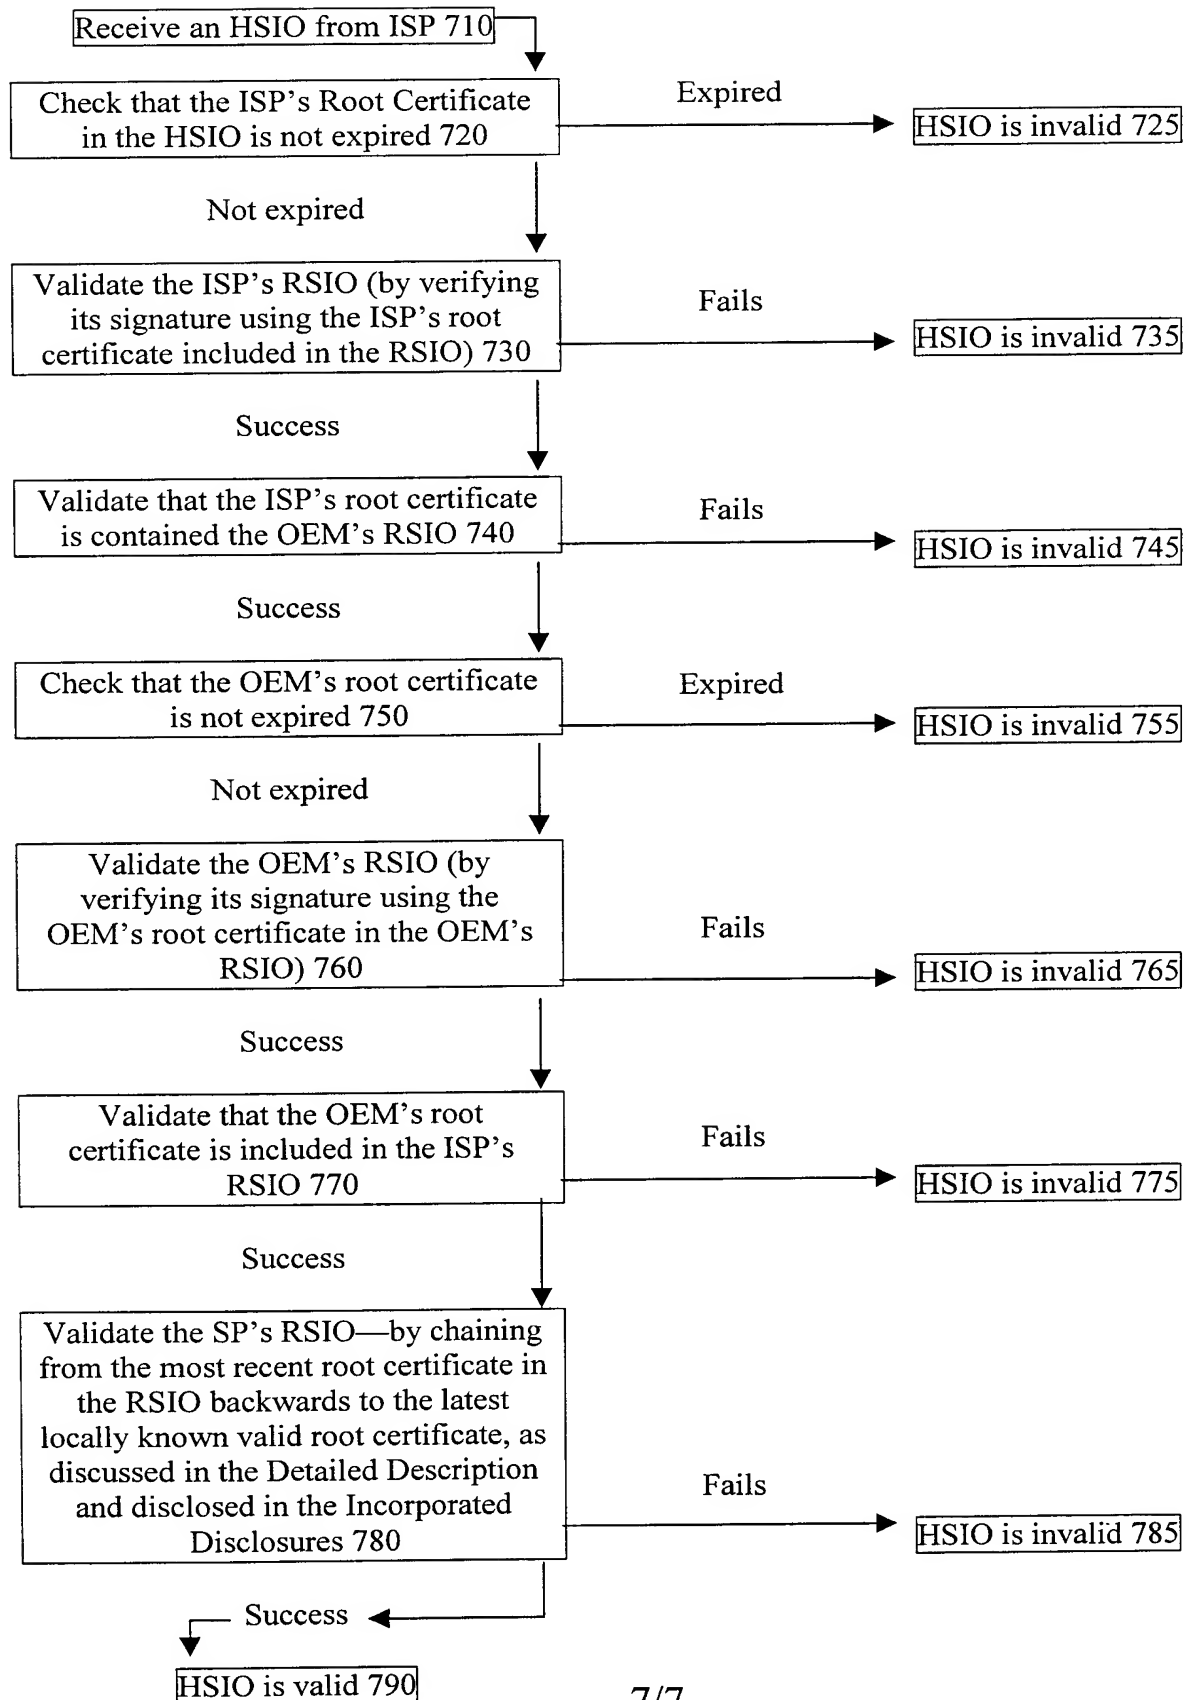 Receive an HSIO from ISP 710
Check that the ISP's Root Certificate
in the HSIO is not expired 720
Expired
HSIO is invalid 725
Not expired
Validate the ISP's RSIO (by verifying
its signature using the ISP's root
certificate included in the RSIO) 730
Fails
HSIO is invalid 735
Success
Validate that the ISP's root certificate
is contained the OEM's RSIO 740
Fails
HSIO is invalid 745
Success
Check that the OEM's root certificate
is not expired 750
Expired
HSIO is invalid 755
Not expired
Validate the OEM's RSIO (by
verifying its signature using the
OEM's root certificate in the OEM's
RSIO) 760
Fails
HSIO is invalid 765
Success
Validate that the OEM's root
certificate is included in the ISP's
RSIO 770
Fails
HSIO is invalid 775
Success
Validate the SP's RSIO—by chaining
from the most recent root certificate in
the RSIO backwards to the latest
locally known valid root certificate, as
discussed in the Detailed Description
and disclosed in the Incorporated
Disclosures 780
Fails
HSIO is invalid 785
Success
HSIO is valid 790
7/7